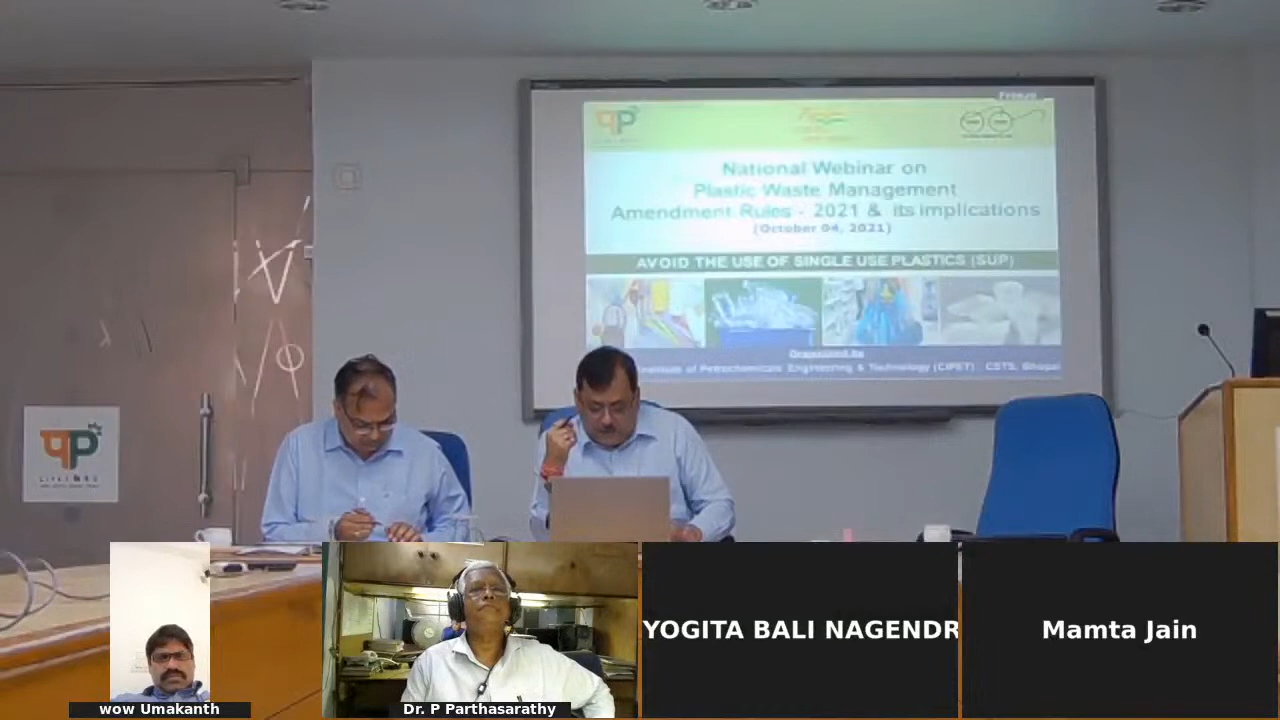 Freeze
National Webinar on
Plastic Waste Management
Amendment Rules - 2021 & its implications
(October 04, 2021)
AVOID THE USE OF SINGLE USE PLASTICS (SUP)
Organised by
Institute of Petrochemicals Engineering & Technology (CIPET) CSTS, Bhopal
wow Umakanth
Dr. P Parthasarathy
YOGITA BALI NAGENDR
Mamta Jain